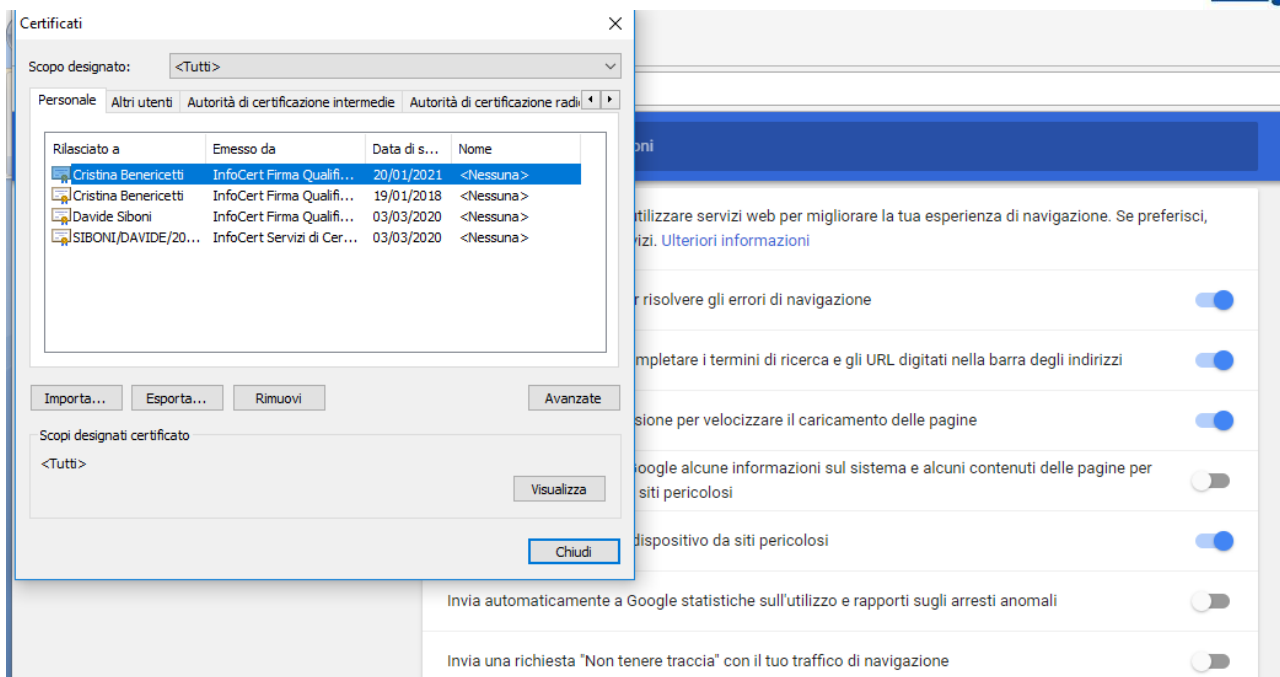 Certificati
Scopo designato: <Tutti>
Personale Altri utenti Autorità di certificazione intermedie Autorità di certificazione radi
Rilasciato a Emesso da Data di s... Nome
Cristina Benericetti InfoCert Firma Qualifi... 20/01/2021 <Nessuna>
Cristina Benericetti InfoCert Firma Qualifi... 19/01/2018 <Nessuna>
Davide Siboni InfoCert Firma Qualifi... 03/03/2020 <Nessuna>
SIBONI/DAVIDE/20... InfoCert Servizi di Cer... 03/03/2020 <Nessuna>
Importa... Esporta... Rimuovi Avanzate
Scopi designati certificato
<Tutti>
Visualizza
Chiudi
oni
utilizzare servizi web per migliorare la tua esperienza di navigazione. Se preferisci,
vizi. Ulteriori informazioni
r risolvere gli errori di navigazione
mpletare i termini di ricerca e gli URL digitati nella barra degli indirizzi
sione per velocizzare il caricamento delle pagine
oogle alcune informazioni sul sistema e alcuni contenuti delle pagine per
siti pericolosi
dispositivo da siti pericolosi
Invia automaticamente a Google statistiche sull'utilizzo e rapporti sugli arresti anomali
Invia una richiesta "Non tenere traccia" con il tuo traffico di navigazione